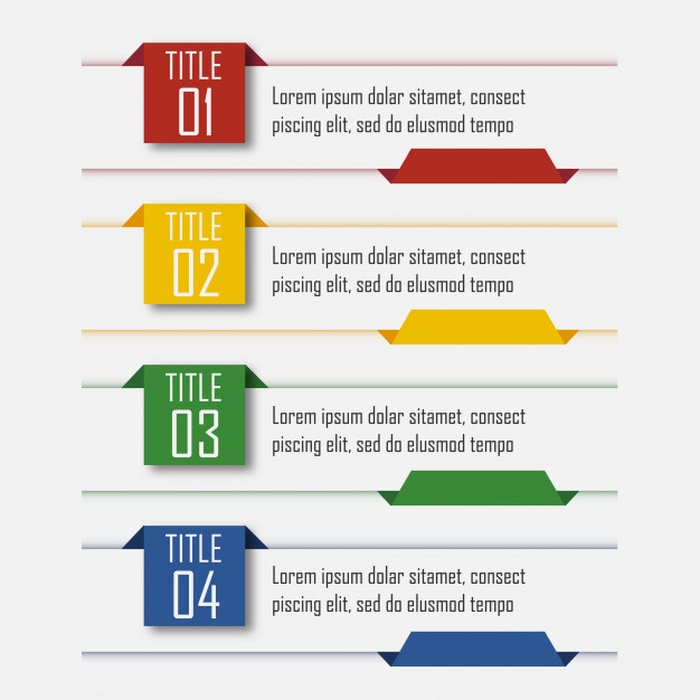 TITLE
01
Lorem ipsum dolar sitamet, consect
piscing elit, sed do elusmod tempo
TITLE
02
Lorem ipsum dolar sitamet, consect
piscing elit, sed do elusmod tempo
TITLE
03
Lorem ipsum dolar sitamet, consect
piscing elit, sed do elusmod tempo
TITLE
04
Lorem ipsum dolar sitamet, consect
piscing elit, sed do elusmod tempo